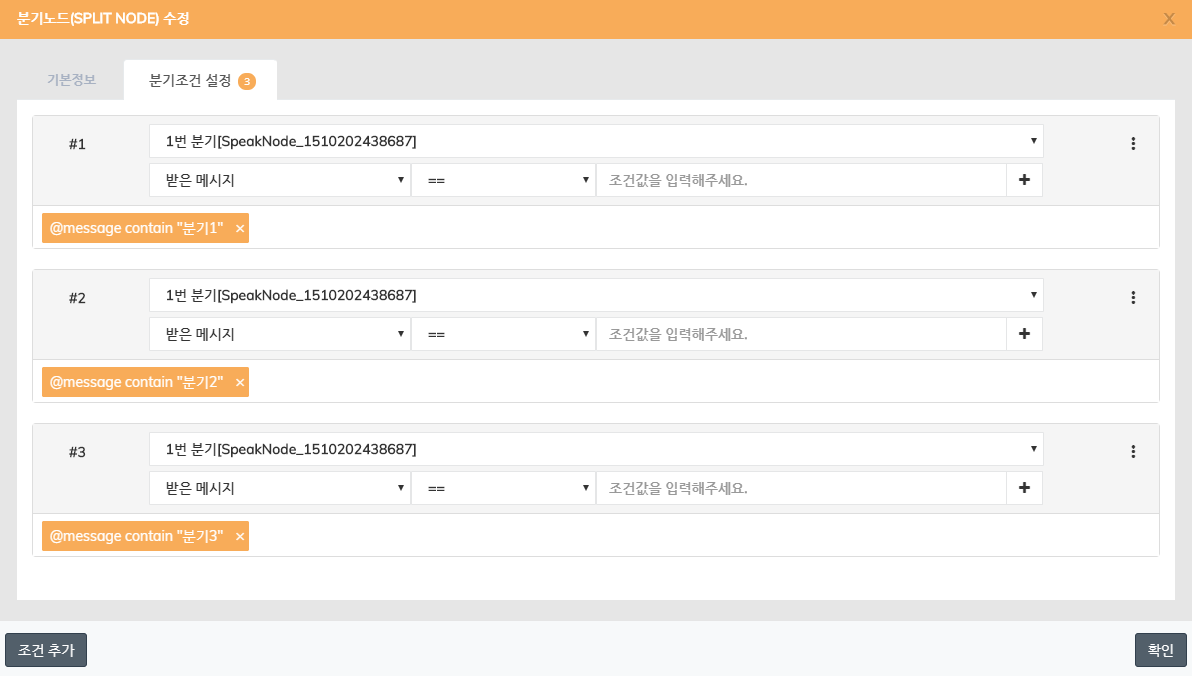 분기노드(SPLIT NODE) 수정 X
기본정보 분기조건 설정 3
#1 1번 분기[SpeakNode_1510202438687]
받은 메시지 == 조건값을 입력해주세요. +
@message contain "분기1" ×
#2 1번 분기[SpeakNode_1510202438687]
받은 메시지 == 조건값을 입력해주세요. +
@message contain "분기2" ×
#3 1번 분기[SpeakNode_1510202438687]
받은 메시지 == 조건값을 입력해주세요. +
@message contain "분기3" ×
조건 추가 확인